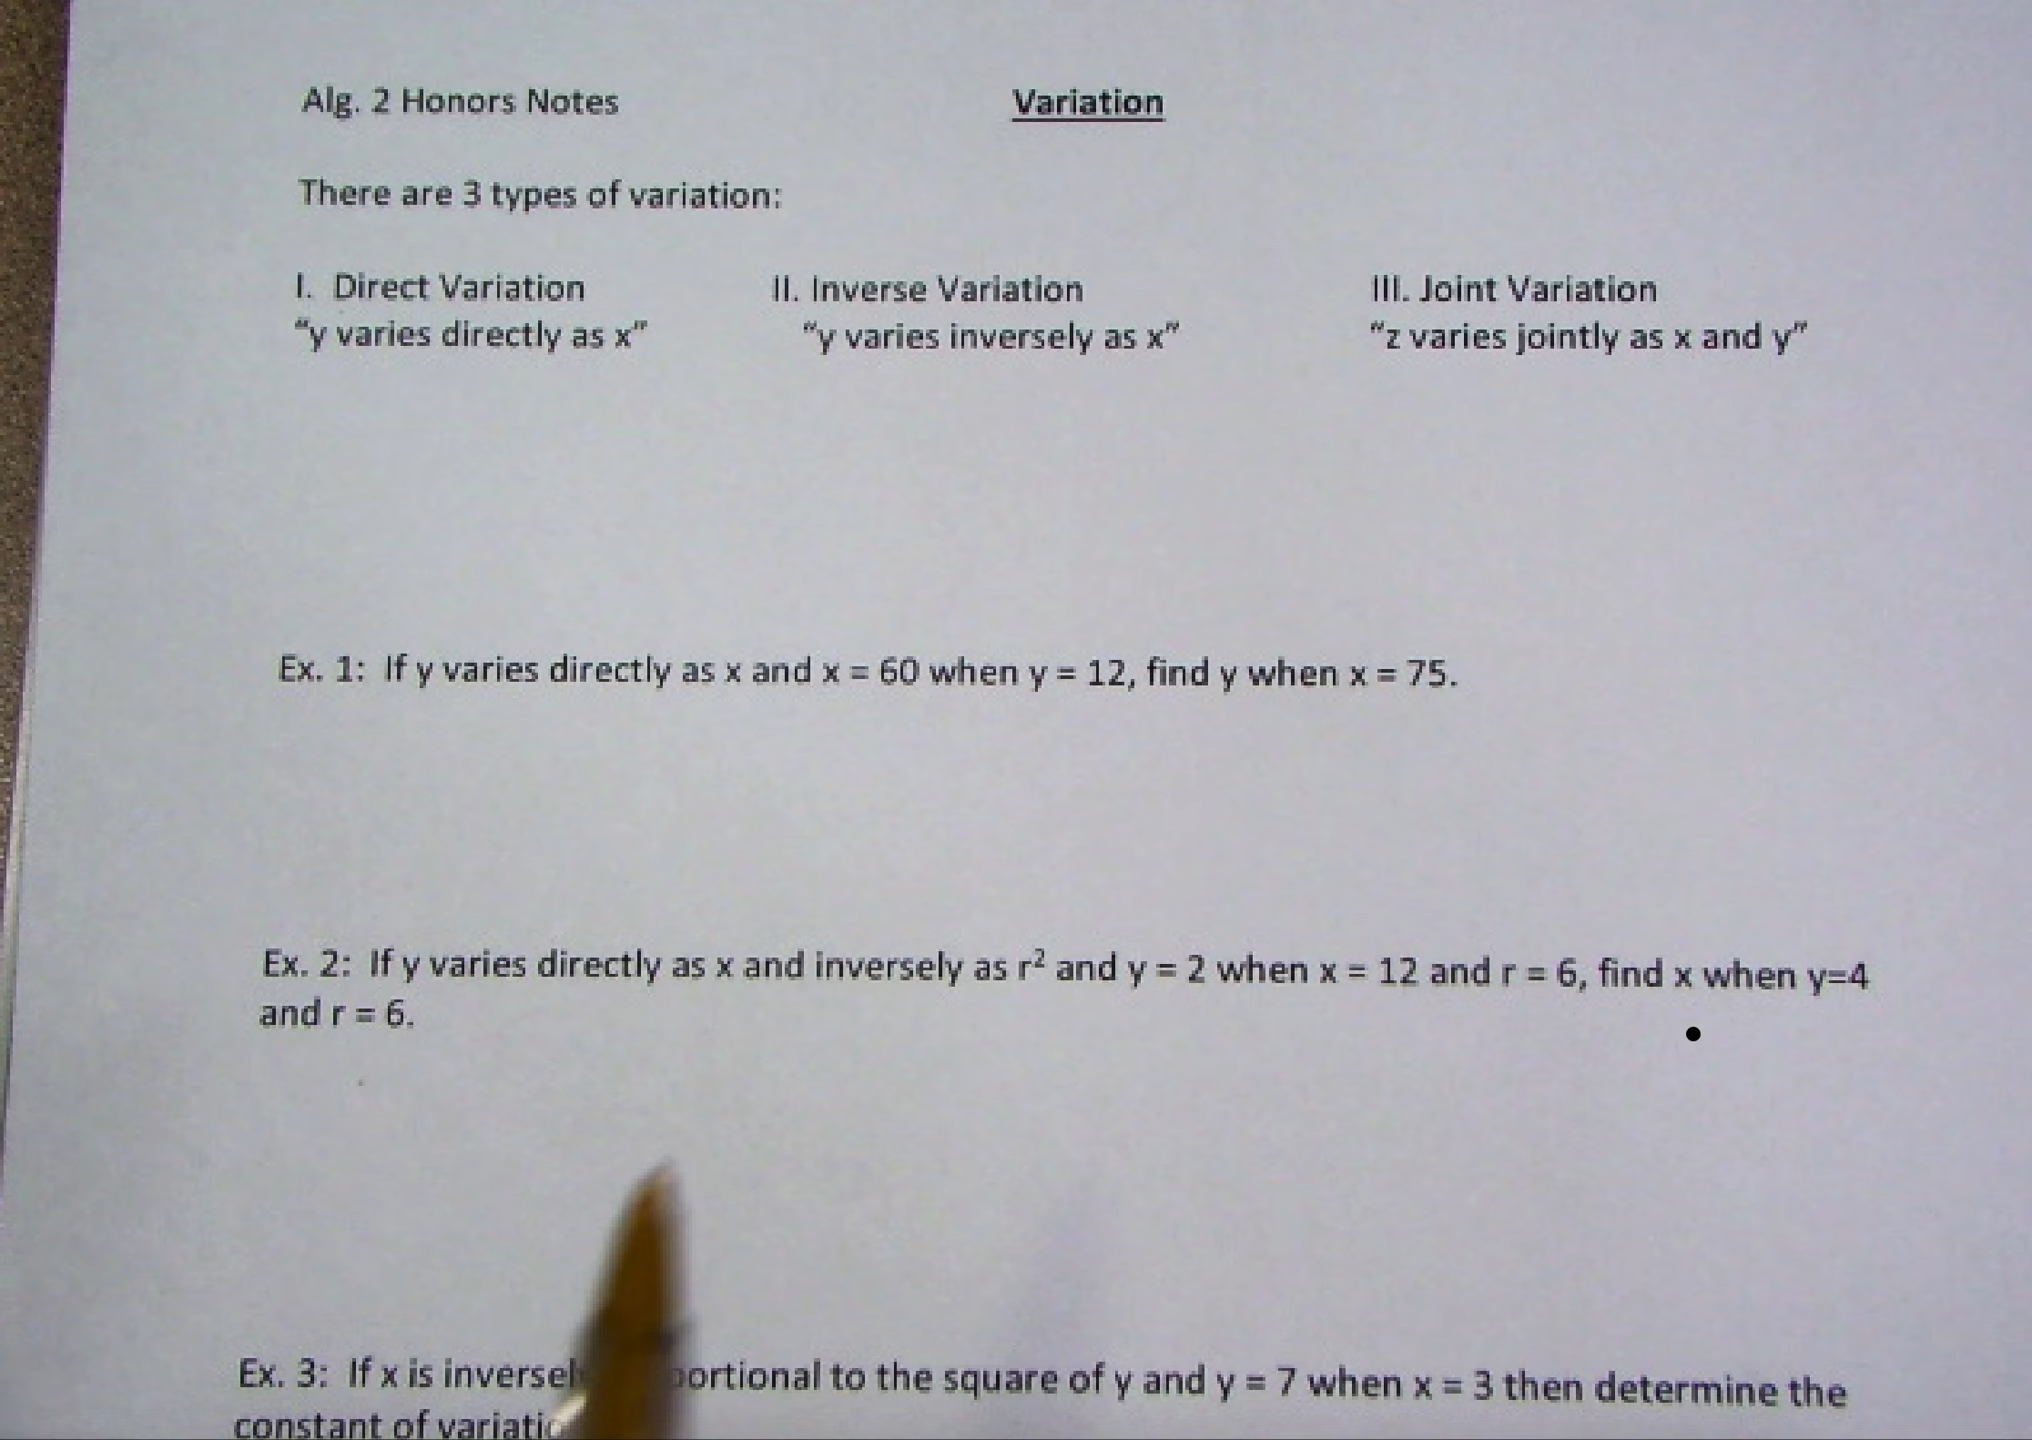 Alg. 2 Honors Notes Variation
There are 3 types of variation:
I. Direct Variation II. Inverse Variation III. Joint Variation
“y varies directly as x” “y varies inversely as x” “z varies jointly as x and y”
Ex. 1: If y varies directly as x and x = 60 when y = 12, find y when x = 75.
Ex. 2: If y varies directly as x and inversely as r² and y = 2 when x = 12 and r = 6, find x when y=4
and r = 6.
Ex. 3: If x is to the square of y and y = 7 when x = 3 then determine the
constant of